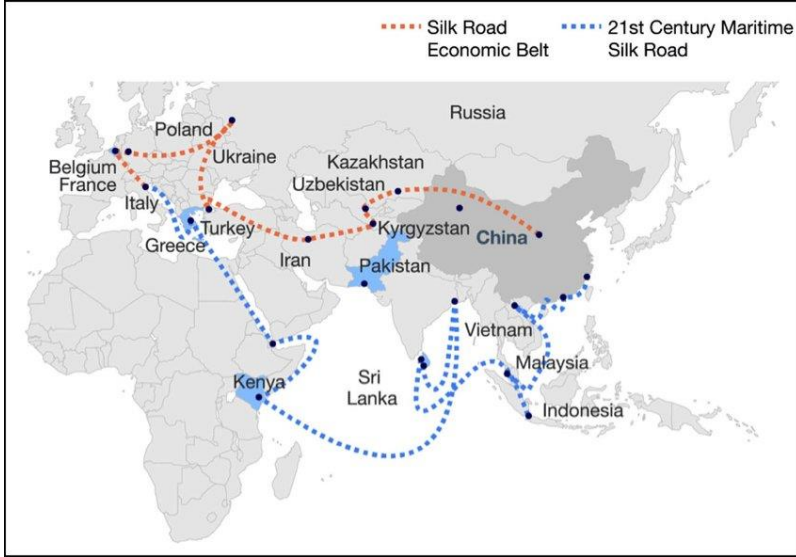 Silk Road
Economic Belt
21st Century Maritime
Silk Road
Russia
Poland
Ukraine
Belgium
France
Kazakhstan
Uzbekistan
Italy
Turkey
Kyrgyzstan
China
Greece
Iran
Pakistan
Vietnam
Malaysia
Kenya
Sri
Lanka
Indonesia